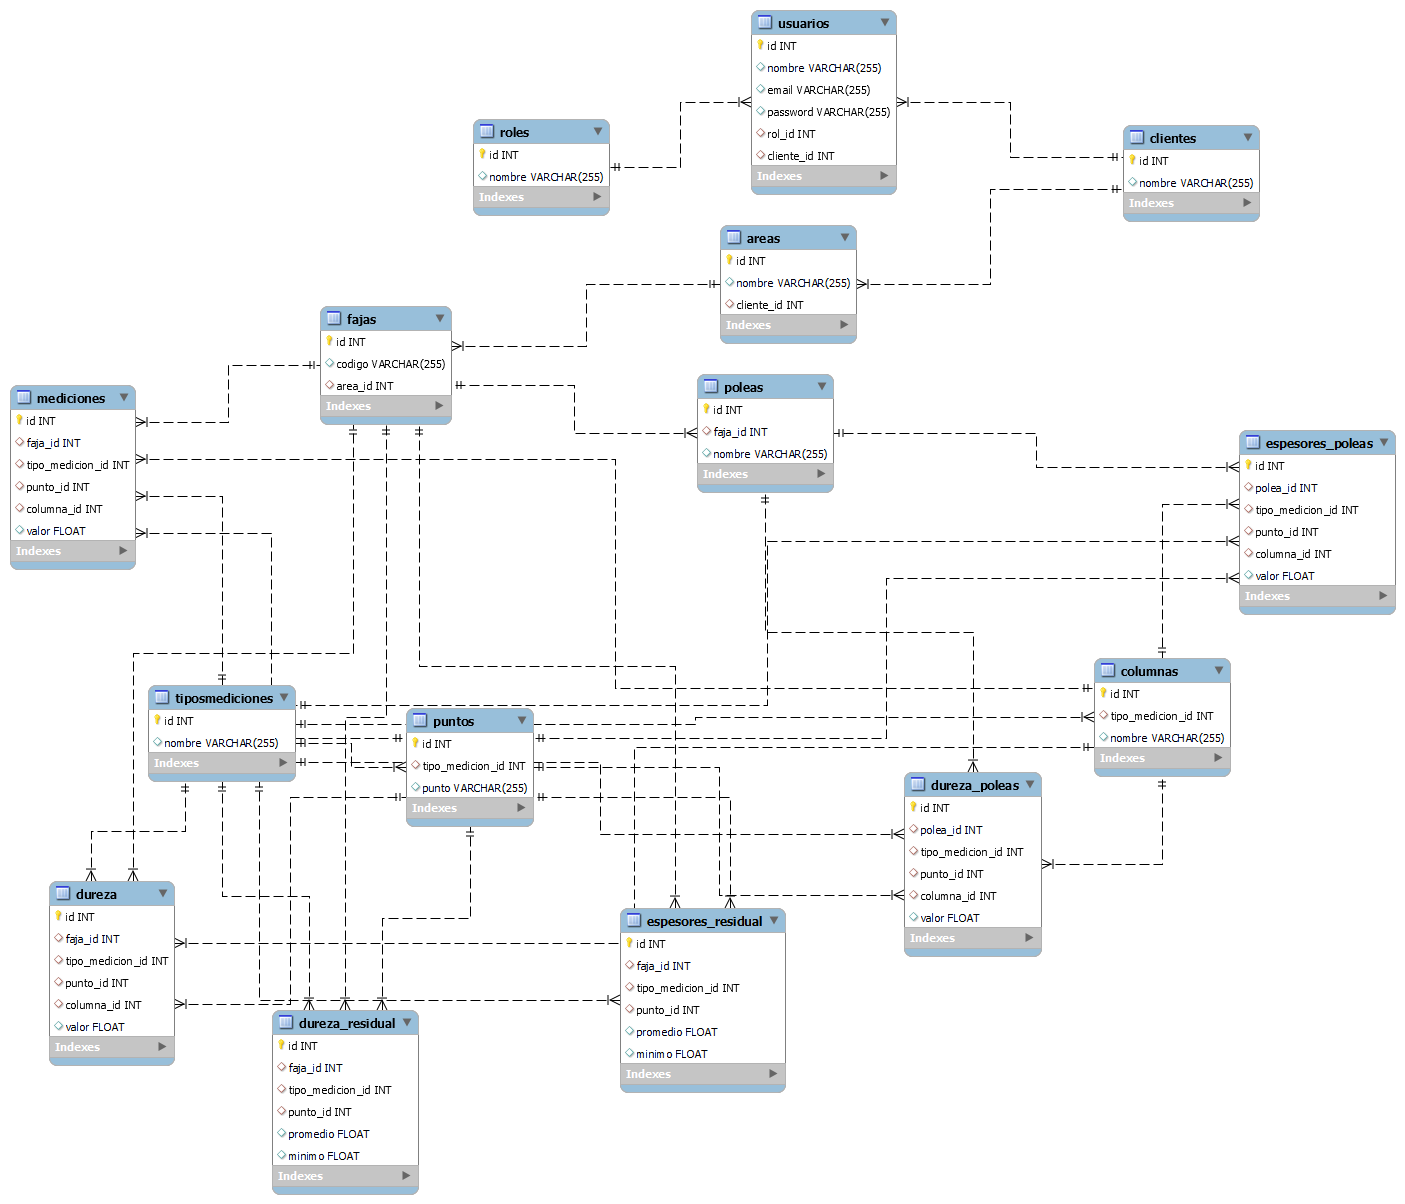 usuarios
id INT
nombre VARCHAR(255)
email VARCHAR(255)
password VARCHAR(255)
rol_id INT
cliente_id INT
Indexes
roles
id INT
nombre VARCHAR(255)
Indexes
clientes
id INT
nombre VARCHAR(255)
Indexes
areas
id INT
nombre VARCHAR(255)
cliente_id INT
Indexes
fajas
id INT
codigo VARCHAR(255)
area_id INT
Indexes
mediciones
id INT
faja_id INT
tipo_medicion_id INT
punto_id INT
columna_id INT
valor FLOAT
Indexes
poleas
id INT
faja_id INT
nombre VARCHAR(255)
Indexes
espesores_poleas
id INT
polea_id INT
tipo_medicion_id INT
punto_id INT
columna_id INT
valor FLOAT
Indexes
tiposmediciones
id INT
nombre VARCHAR(255)
Indexes
puntos
id INT
tipo_medicion_id INT
punto VARCHAR(255)
Indexes
columnas
id INT
tipo_medicion_id INT
nombre VARCHAR(255)
Indexes
dureza_poleas
id INT
polea_id INT
tipo_medicion_id INT
punto_id INT
columna_id INT
valor FLOAT
Indexes
dureza
id INT
faja_id INT
tipo_medicion_id INT
punto_id INT
columna_id INT
valor FLOAT
Indexes
espesores_residual
id INT
faja_id INT
tipo_medicion_id INT
punto_id INT
promedio FLOAT
minimo FLOAT
Indexes
dureza_residual
id INT
faja_id INT
tipo_medicion_id INT
punto_id INT
promedio FLOAT
minimo FLOAT
Indexes